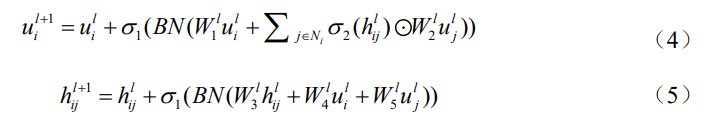 u_i^{l+1} = u_i^l + σ_1(BN(W_1^l u_i^l + ∑_{j∈N_i} σ_2(h_{ij}^l) ⊙ W_2^l u_j^l)) （4）
h_{ij}^{l+1} = h_{ij}^l + σ_1(BN(W_3^l h_{ij}^l + W_4^l u_i^l + W_5^l u_j^l)) （5）